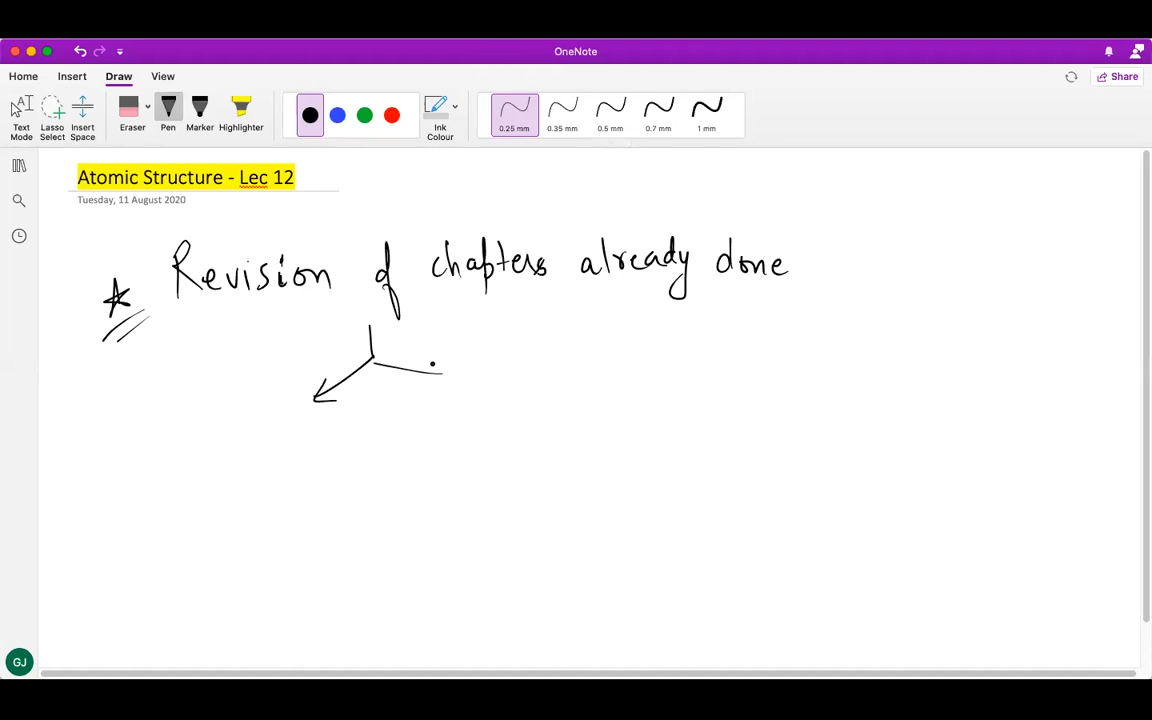 OneNote
Home Insert Draw View
Share
Text Mode
Lasso Select
Insert Space
Eraser
Pen
Marker
Highlighter
Ink Colour
0.25 mm
0.35 mm
0.5 mm
0.7 mm
1 mm
Atomic Structure - Lec 12
Tuesday, 11 August 2020
Revision of chapters already done
GJ